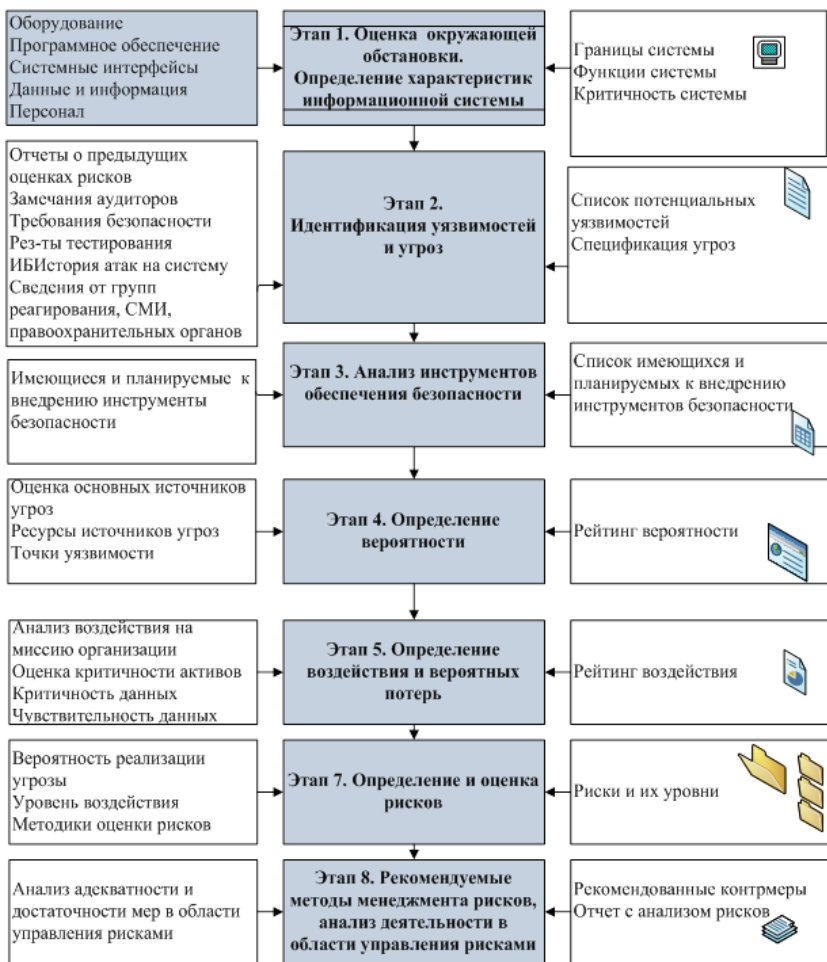 Оборудование
Программное обеспечение
Системные интерфейсы
Данные и информация
Персонал
Этап 1. Оценка окружающей
обстановки.
Определение характеристик
информационной системы
Границы системы
Функции системы
Критичность системы
Отчеты о предыдущих
оценках рисков
Замечания аудиторов
Требования безопасности
Рез-ты тестирования
ИБИстория атак на систему
Сведения от групп
реагирования, СМИ,
правоохранительных органов
Этап 2.
Идентификация уязвимостей
и угроз
Список потенциальных
уязвимостей
Спецификация угроз
Имеющиеся и планируемые к
внедрению инструменты
безопасности
Этап 3. Анализ инструментов
обеспечения безопасности
Список имеющихся и
планируемых к внедрению
инструментов безопасности
Оценка основных источников
угроз
Ресурсы источников угроз
Точки уязвимости
Этап 4. Определение
вероятности
Рейтинг вероятности
Анализ воздействия на
миссию организации
Оценка критичности активов
Критичность данных
Чувствительность данных
Этап 5. Определение
воздействия и вероятных
потерь
Рейтинг воздействия
Вероятность реализации
угрозы
Уровень воздействия
Методики оценки рисков
Этап 7. Определение и оценка
рисков
Риски и их уровни
Анализ адекватности и
достаточности мер в области
управления рисками
Этап 8. Рекомендуемые
методы менеджмента рисков,
анализ деятельности в
области управления рисками
Рекомендованные контрмеры
Отчет с анализом рисков